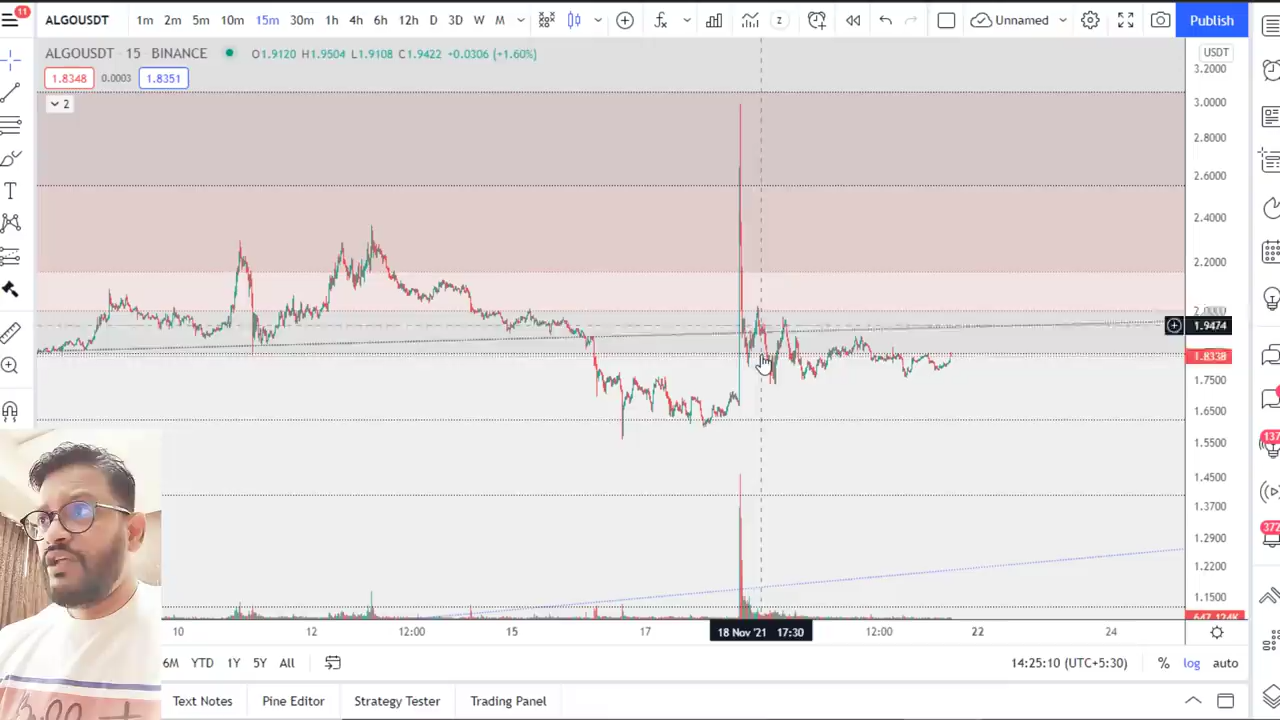 11
ALGOUSDT 1m 2m 5m 10m 15m 30m 1h 4h 6h 12h D 3D W M Z Unnamed Publish
ALGOUSDT · 15 · BINANCE O1.9120 H1.9504 L1.9108 C1.9422 +0.0306 (+1.60%)
USDT
1.8348 0.0003 1.8351
2
3.2000
3.0000
2.8000
2.6000
2.4000
2.2000
1.9474
1.8338
1.7500
1.6500
1.5500
1.4500
1.3700
1.2900
1.2200
1.1500
647.124K
137
372
10 12 12:00 15 17 18 Nov '21 17:30 12:00 22 24
6M YTD 1Y 5Y All 14:25:10 (UTC+5:30) % log auto
Text Notes Pine Editor Strategy Tester Trading Panel